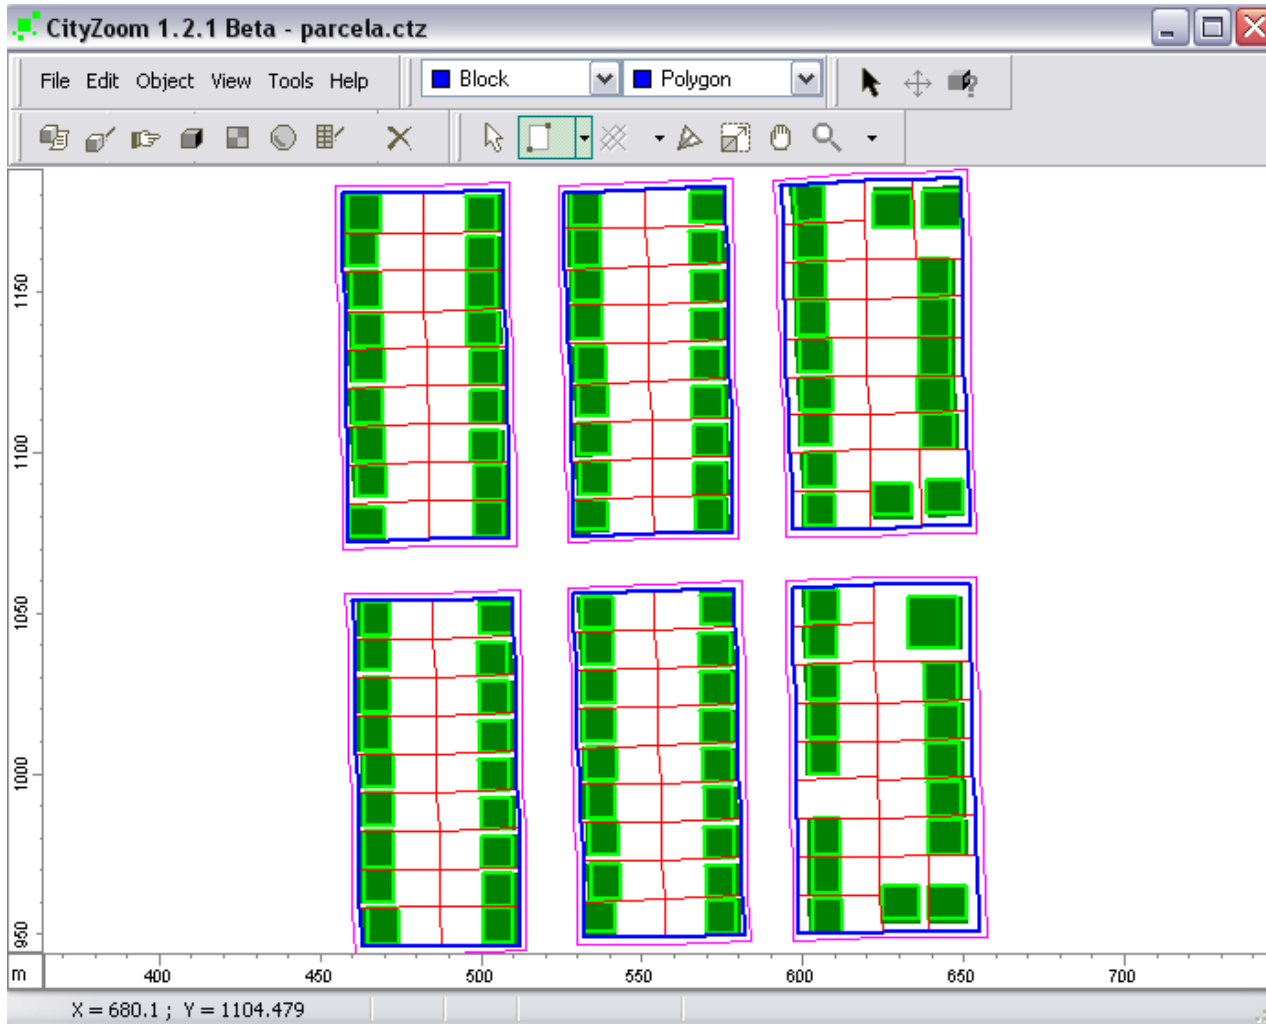 CityZoom 1.2.1 Beta - parcela.ctz
File Edit Object View Tools Help
Block
Polygon
1150
1100
1050
1000
950
m
400 450 500 550 600 650 700
X = 680.1 ; Y = 1104.479